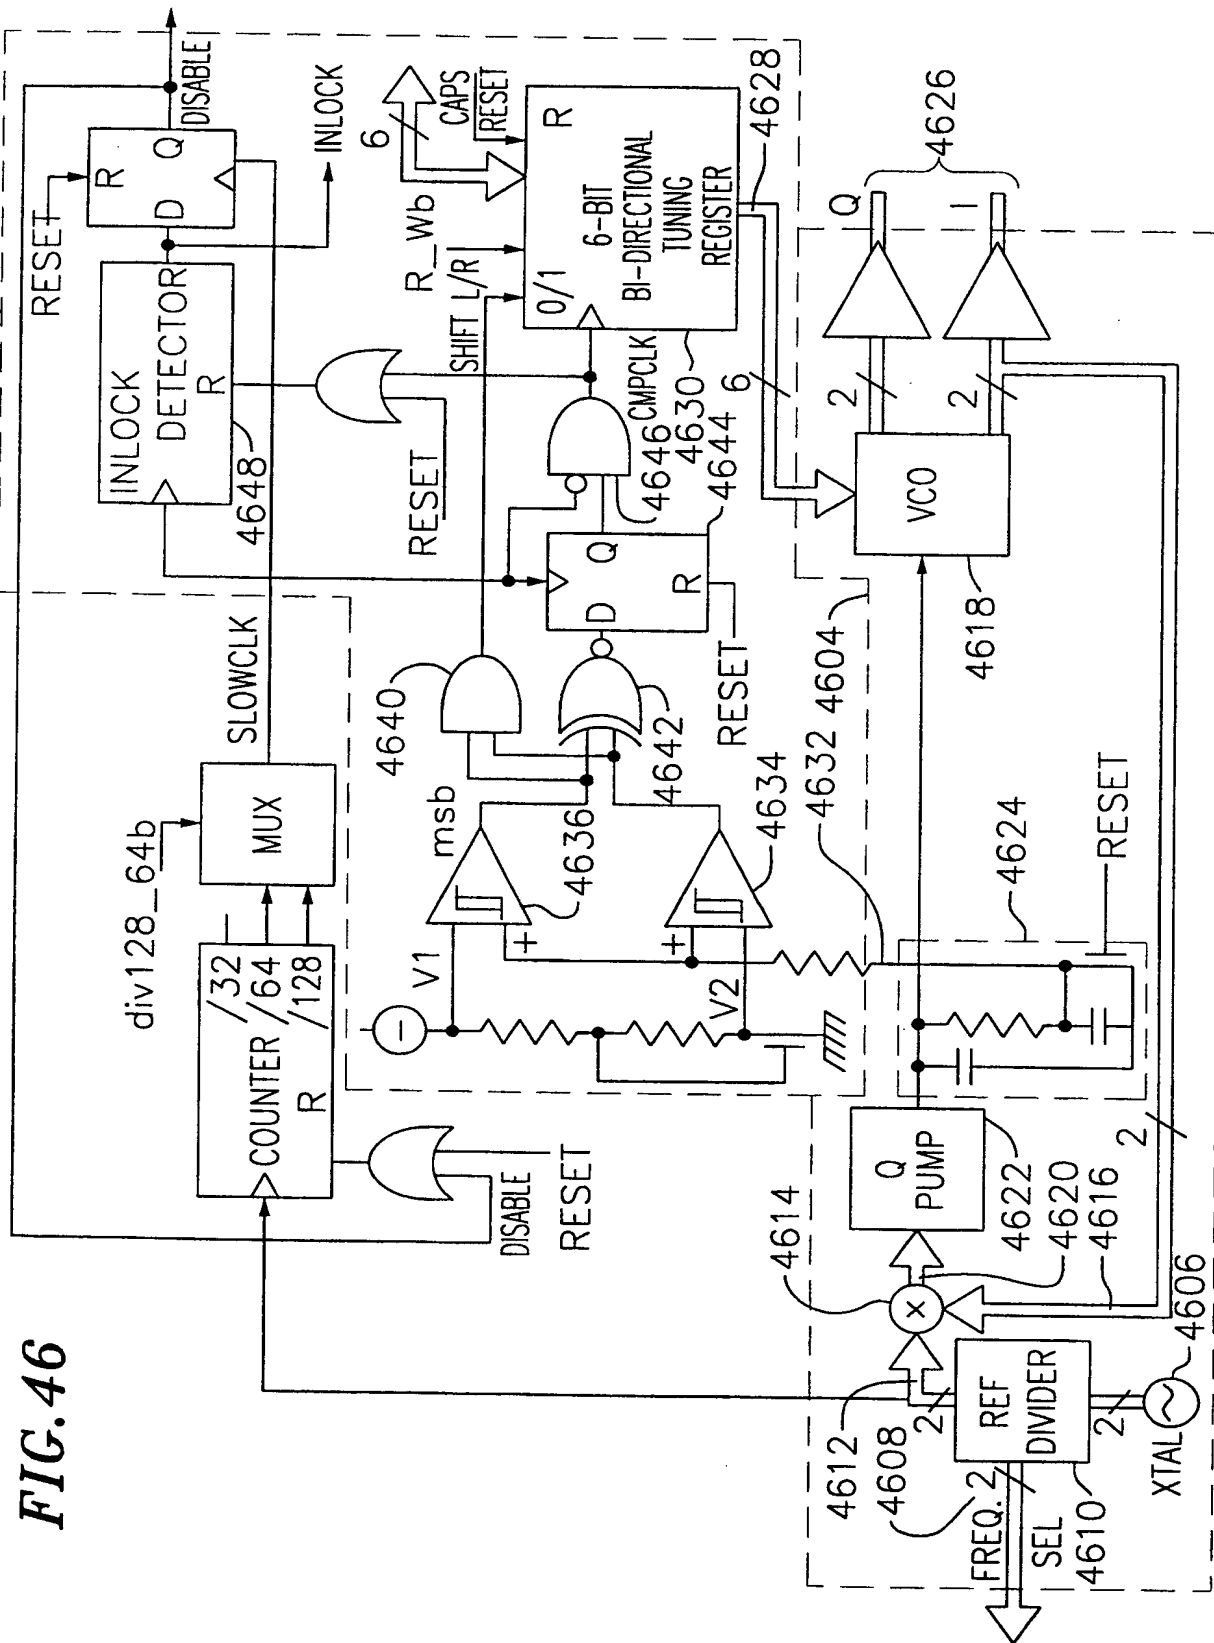 FIG.46
RESET
R
D
Q
DISABLE
INLOCK
DETECTOR
R
4648
INLOCK
RESET
6
CAPS
RESET
R_Wb
SHIFT L/R
0/1
R
6-BIT
BI-DIRECTIONAL
TUNING
REGISTER
4628
CMPCLK
4630
4646
4644
6
D
Q
R
RESET
SLOWCLK
MUX
div128_64b
4640
4642
msb
4636
4634
4632
4604
V1
+
+
V2
COUNTER
R
/32
/64
/128
DISABLE
RESET
4626
Q
I
2
2
VCO
4618
4624
RESET
Q
PUMP
4622
4620
4616
2
4614
X
4612
4608
2
REF
DIVIDER
2
4606
XTAL
FREQ.
2
SEL
4610